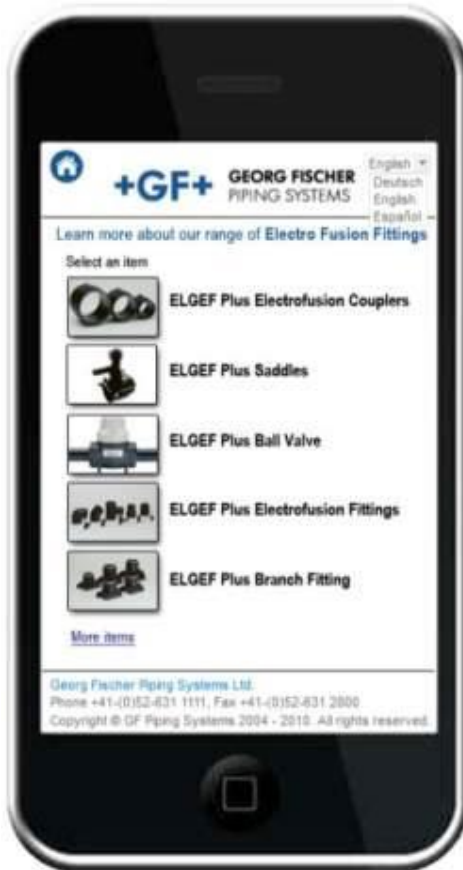 English
Deutsch
English
Español
+GF+
GEORG FISCHER
PIPING SYSTEMS
Learn more about our range of Electro Fusion Fittings
Select an item
ELGEF Plus Electrofusion Couplers
ELGEF Plus Saddles
ELGEF Plus Ball Valve
ELGEF Plus Electrofusion Fittings
ELGEF Plus Branch Fitting
More items
Georg Fischer Piping Systems Ltd.
Phone +41-(0)52-631 1111, Fax +41-(0)52-631 2800
Copyright © GF Piping Systems 2004 - 2010. All rights reserved.